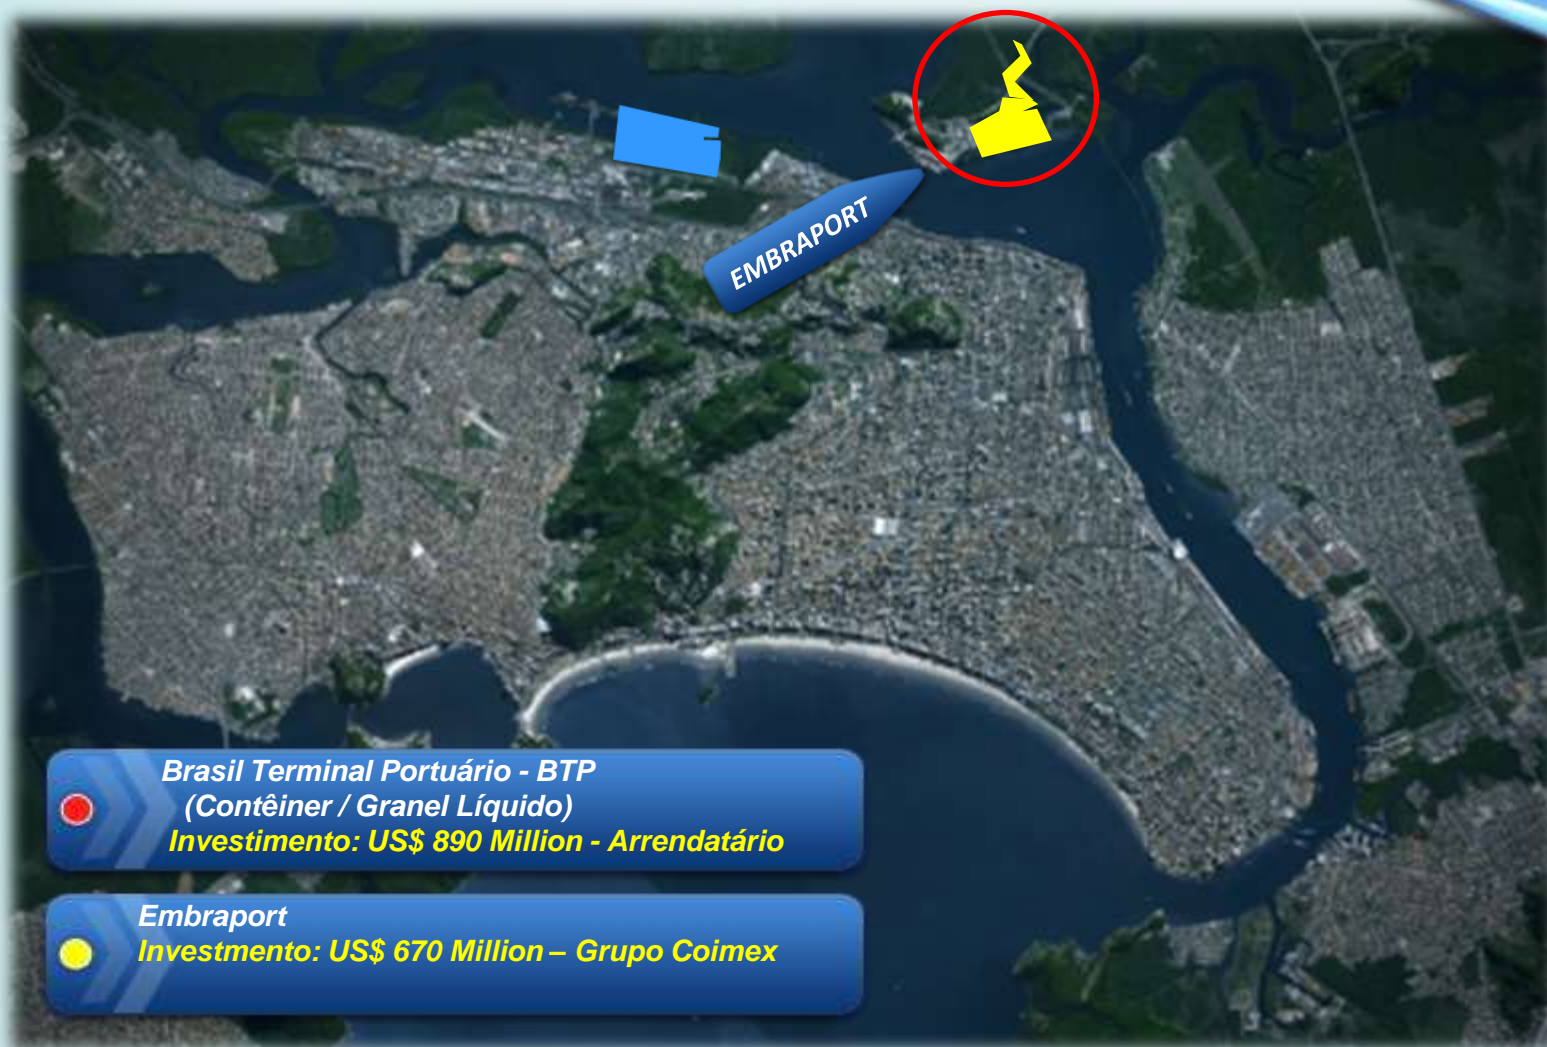 EMBRAPORT
Brasil Terminal Portuário - BTP
(Contêiner / Granel Líquido)
Investimento: US$ 890 Million - Arrendatário
Embraport
Investmento: US$ 670 Million – Grupo Coimex